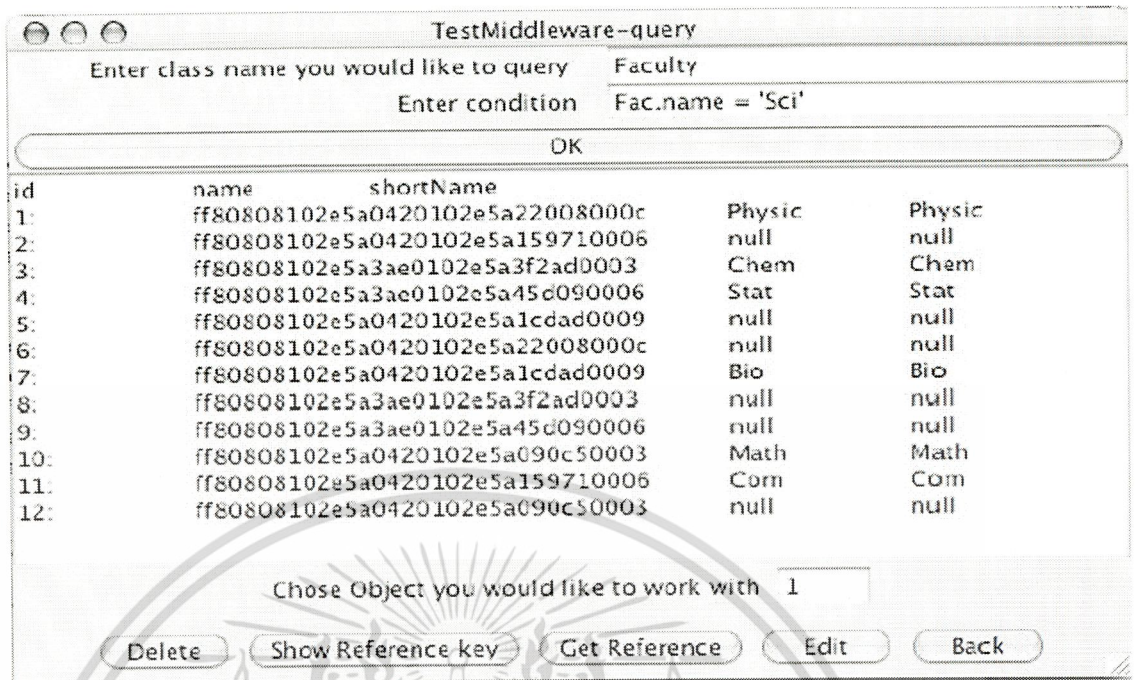 TestMiddleware-query
Enter class name you would like to query Faculty
Enter condition Fac.name = 'Sci'
OK
id name shortName
1: ff80808102e5a0420102e5a22008000c Physic Physic
2: ff80808102e5a0420102e5a159710006 null null
3: ff80808102e5a3ae0102e5a3f2ad0003 Chem Chem
4: ff80808102e5a3ae0102e5a45d090006 Stat Stat
5: ff80808102e5a0420102e5a1cdad0009 null null
6: ff80808102e5a0420102e5a22008000c null null
7: ff80808102e5a0420102e5a1cdad0009 Bio Bio
8: ff80808102e5a3ae0102e5a3f2ad0003 null null
9: ff80808102e5a3ae0102e5a45d090006 null null
10: ff80808102e5a0420102e5a090c50003 Math Math
11: ff80808102e5a0420102e5a159710006 Com Com
12: ff80808102e5a0420102e5a090c50003 null null
Chose Object you would like to work with 1
Delete Show Reference key Get Reference Edit Back